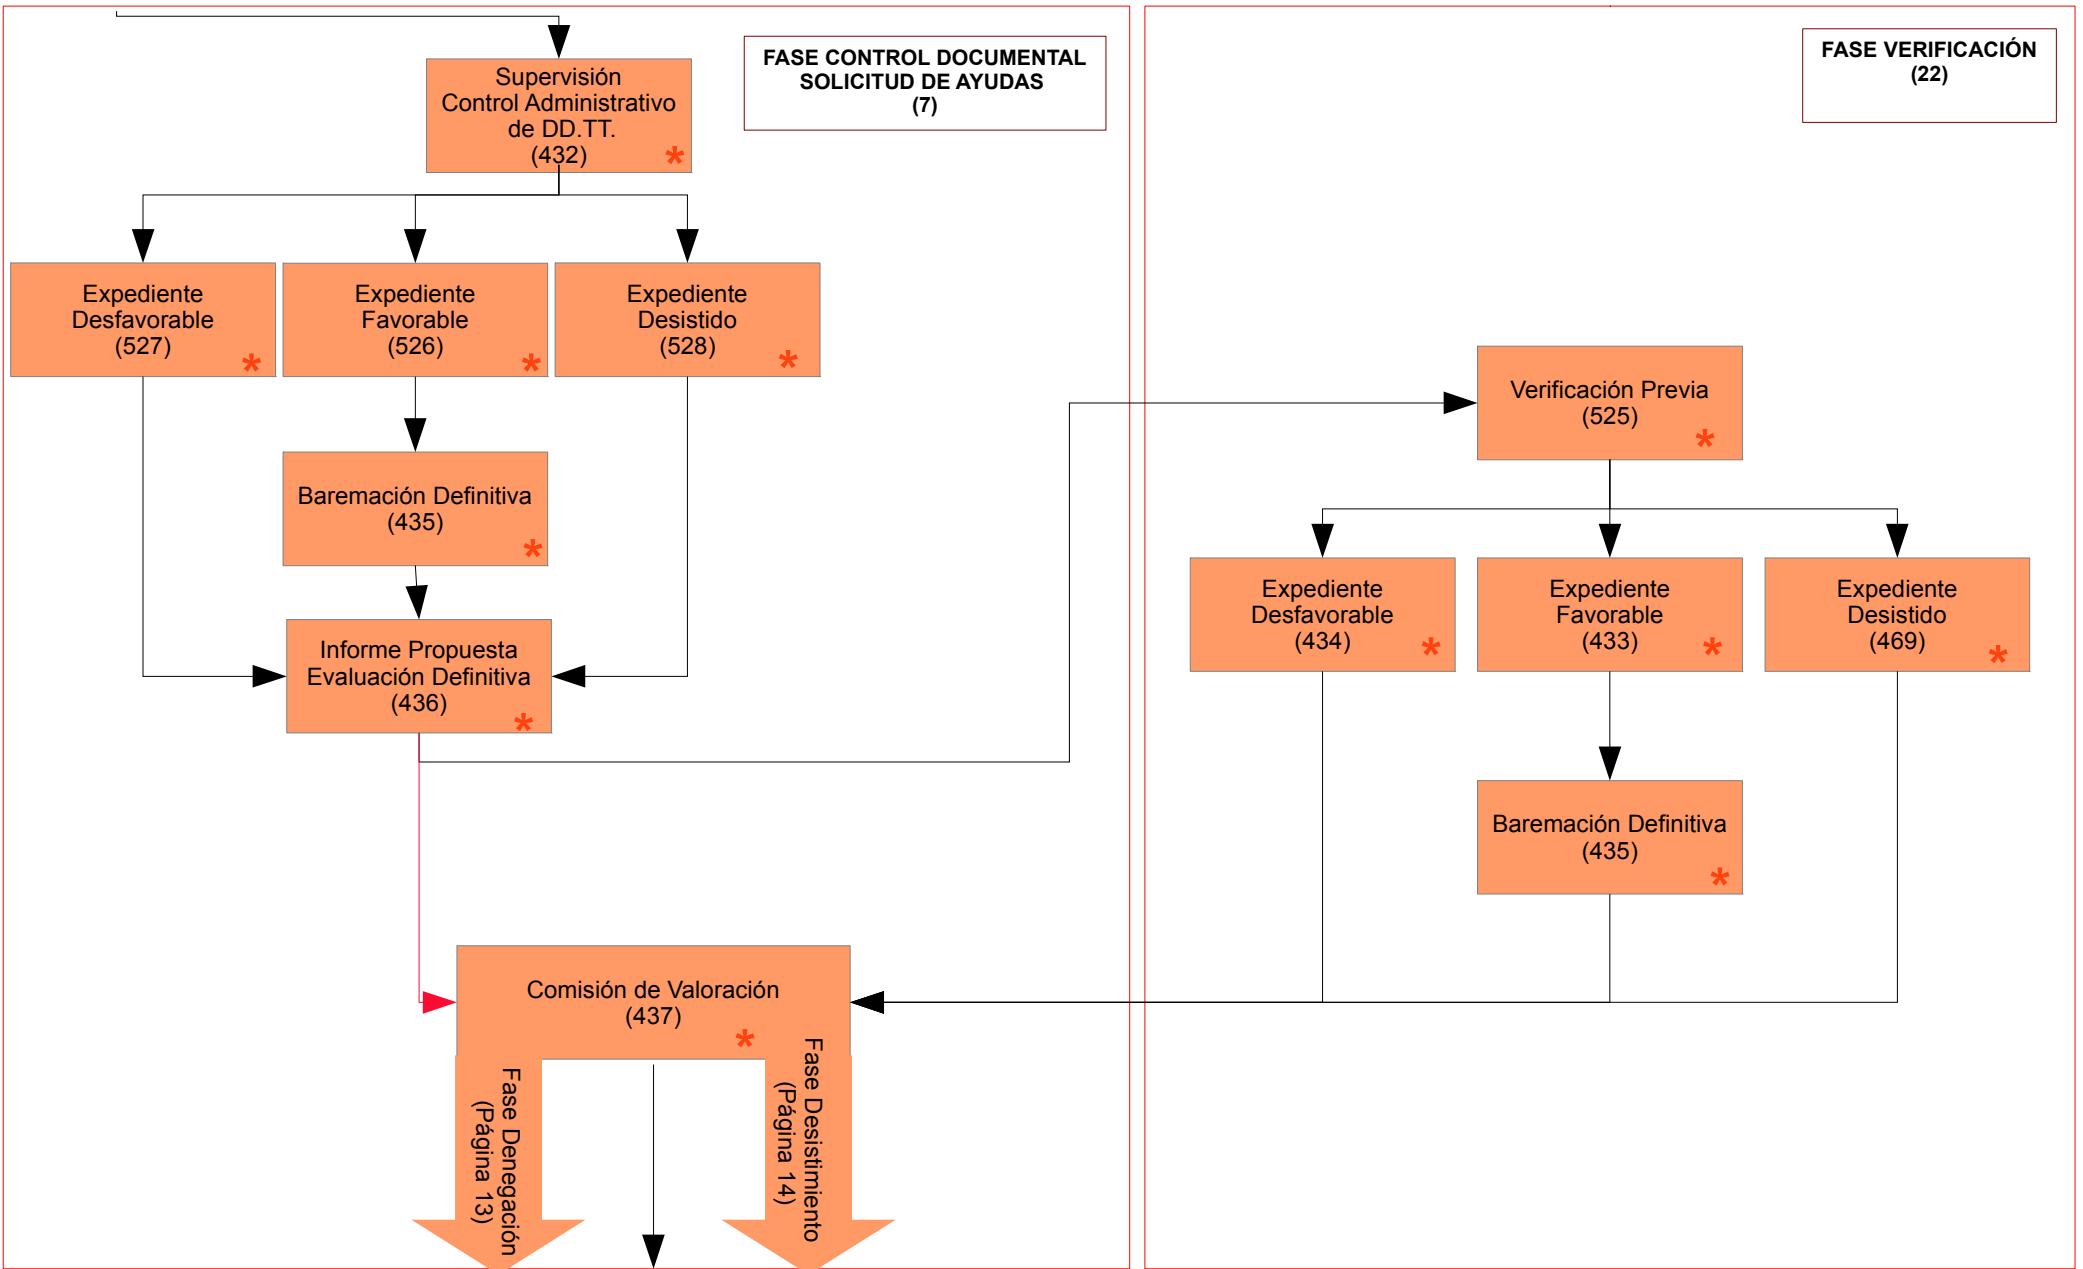 FASE CONTROL DOCUMENTAL
SOLICITUD DE AYUDAS
(7)
FASE VERIFICACIÓN
(22)
Supervisión
Control Administrativo
de DD.TT.
(432)
*
Expediente
Desfavorable
(527)
*
Expediente
Favorable
(526)
*
Expediente
Desistido
(528)
*
Baremación Definitiva
(435)
*
Informe Propuesta
Evaluación Definitiva
(436)
*
Verificación Previa
(525)
*
Expediente
Desfavorable
(434)
*
Expediente
Favorable
(433)
*
Expediente
Desistido
(469)
*
Baremación Definitiva
(435)
*
Comisión de Valoración
(437)
*
Fase Denegación
(Página 13)
Fase Desistimiento
(Página 14)